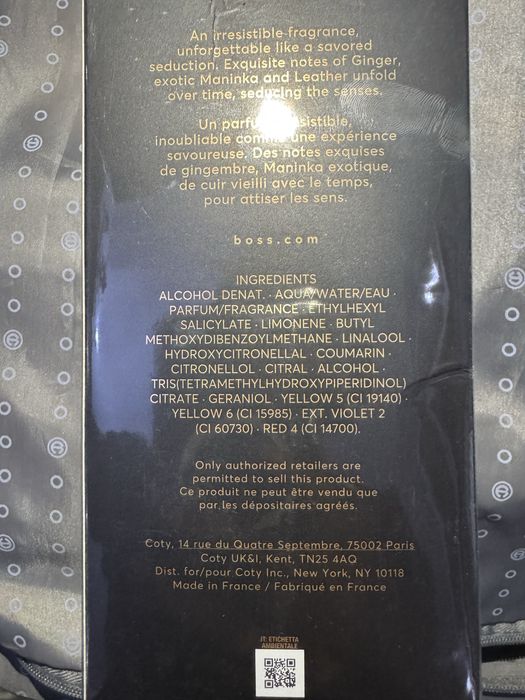 An irresistible fragrance,
unforgettable like a savored
seduction. Exquisite notes of Ginger,
exotic Maninka and Leather unfold
over time, seducing the senses.
Un parfum irrésistible,
inoubliable comme une expérience
savoureuse. Des notes exquises
de gingembre, Maninka exotique,
de cuir vieilli avec le temps,
pour attiser les sens.
boss.com
INGREDIENTS
ALCOHOL DENAT. · AQUA/WATER/EAU ·
PARFUM/FRAGRANCE · ETHYLHEXYL
SALICYLATE · LIMONENE · BUTYL
METHOXYDIBENZOYLMETHANE · LINALOOL ·
HYDROXYCITRONELLAL · COUMARIN ·
CITRONELLOL · CITRAL · ALCOHOL ·
TRIS(TETRAMETHYLHYDROXYPIPERIDINOL)
CITRATE · GERANIOL · YELLOW 5 (CI 19140) ·
YELLOW 6 (CI 15985) · EXT. VIOLET 2
(CI 60730) · RED 4 (CI 14700).
Only authorized retailers are
permitted to sell this product.
Ce produit ne peut être vendu que
par les dépositaires agréés.
Coty, 14 rue du Quatre Septembre, 75002 Paris
Coty UK&I, Kent, TN25 4AQ
Dist. for/pour Coty Inc., New York, NY 10118
Made in France / Fabriqué en France
IT: ETICHETTA
AMBIENTALE